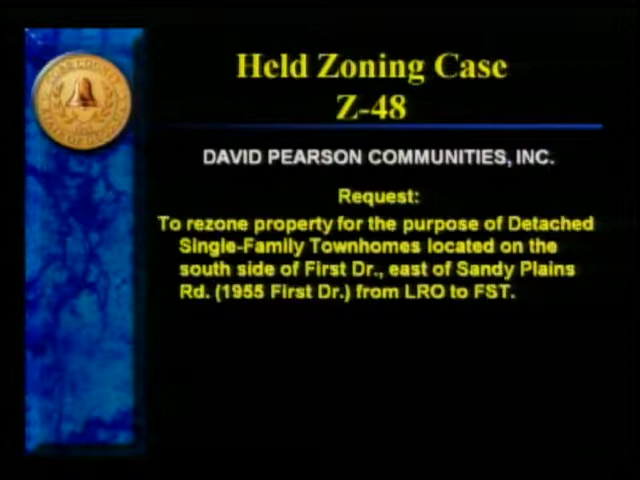 Held Zoning Case
Z-48
DAVID PEARSON COMMUNITIES, INC.
Request:
To rezone property for the purpose of Detached
Single-Family Townhomes located on the
south side of First Dr., east of Sandy Plains
Rd. (1955 First Dr.) from LRO to FST.